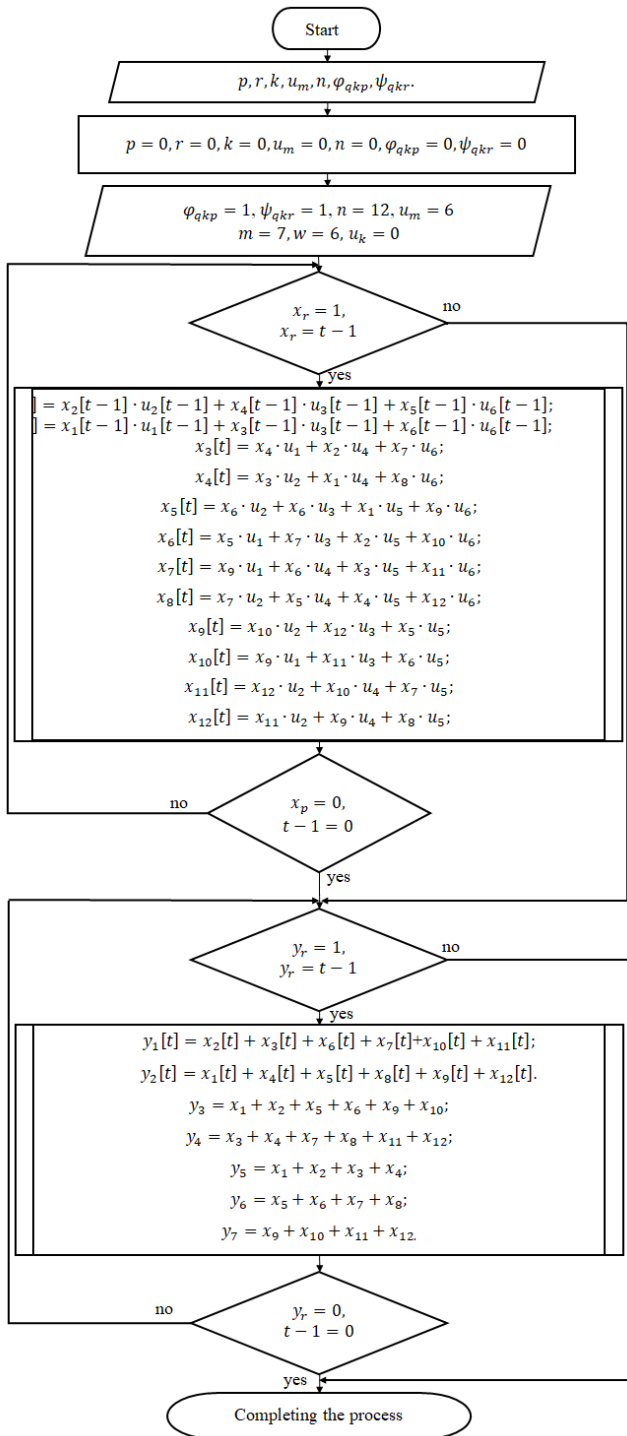 Start
p, r, k, u_m, n, φ_qkp, ψ_qkr.
p = 0, r = 0, k = 0, u_m = 0, n = 0, φ_qkp = 0, ψ_qkr = 0
φ_qkp = 1, ψ_qkr = 1, n = 12, u_m = 6
m = 7, w = 6, u_k = 0
x_r = 1,
x_r = t − 1
no
yes
] = x_2[t − 1] · u_2[t − 1] + x_4[t − 1] · u_3[t − 1] + x_5[t − 1] · u_6[t − 1];
] = x_1[t − 1] · u_1[t − 1] + x_3[t − 1] · u_3[t − 1] + x_6[t − 1] · u_6[t − 1];
x_3[t] = x_4 · u_1 + x_2 · u_4 + x_7 · u_6;
x_4[t] = x_3 · u_2 + x_1 · u_4 + x_8 · u_6;
x_5[t] = x_6 · u_2 + x_6 · u_3 + x_1 · u_5 + x_9 · u_6;
x_6[t] = x_5 · u_1 + x_7 · u_3 + x_2 · u_5 + x_10 · u_6;
x_7[t] = x_9 · u_1 + x_6 · u_4 + x_3 · u_5 + x_11 · u_6;
x_8[t] = x_7 · u_2 + x_5 · u_4 + x_4 · u_5 + x_12 · u_6;
x_9[t] = x_10 · u_2 + x_12 · u_3 + x_5 · u_5;
x_10[t] = x_9 · u_1 + x_11 · u_3 + x_6 · u_5;
x_11[t] = x_12 · u_2 + x_10 · u_4 + x_7 · u_5;
x_12[t] = x_11 · u_2 + x_9 · u_4 + x_8 · u_5;
no
x_p = 0,
t − 1 = 0
yes
y_r = 1,
y_r = t − 1
no
yes
y_1[t] = x_2[t] + x_3[t] + x_6[t] + x_7[t]+x_10[t] + x_11[t];
y_2[t] = x_1[t] + x_4[t] + x_5[t] + x_8[t] + x_9[t] + x_12[t].
y_3 = x_1 + x_2 + x_5 + x_6 + x_9 + x_10;
y_4 = x_3 + x_4 + x_7 + x_8 + x_11 + x_12;
y_5 = x_1 + x_2 + x_3 + x_4;
y_6 = x_5 + x_6 + x_7 + x_8;
y_7 = x_9 + x_10 + x_11 + x_12.
no
y_r = 0,
t − 1 = 0
yes
Completing the process